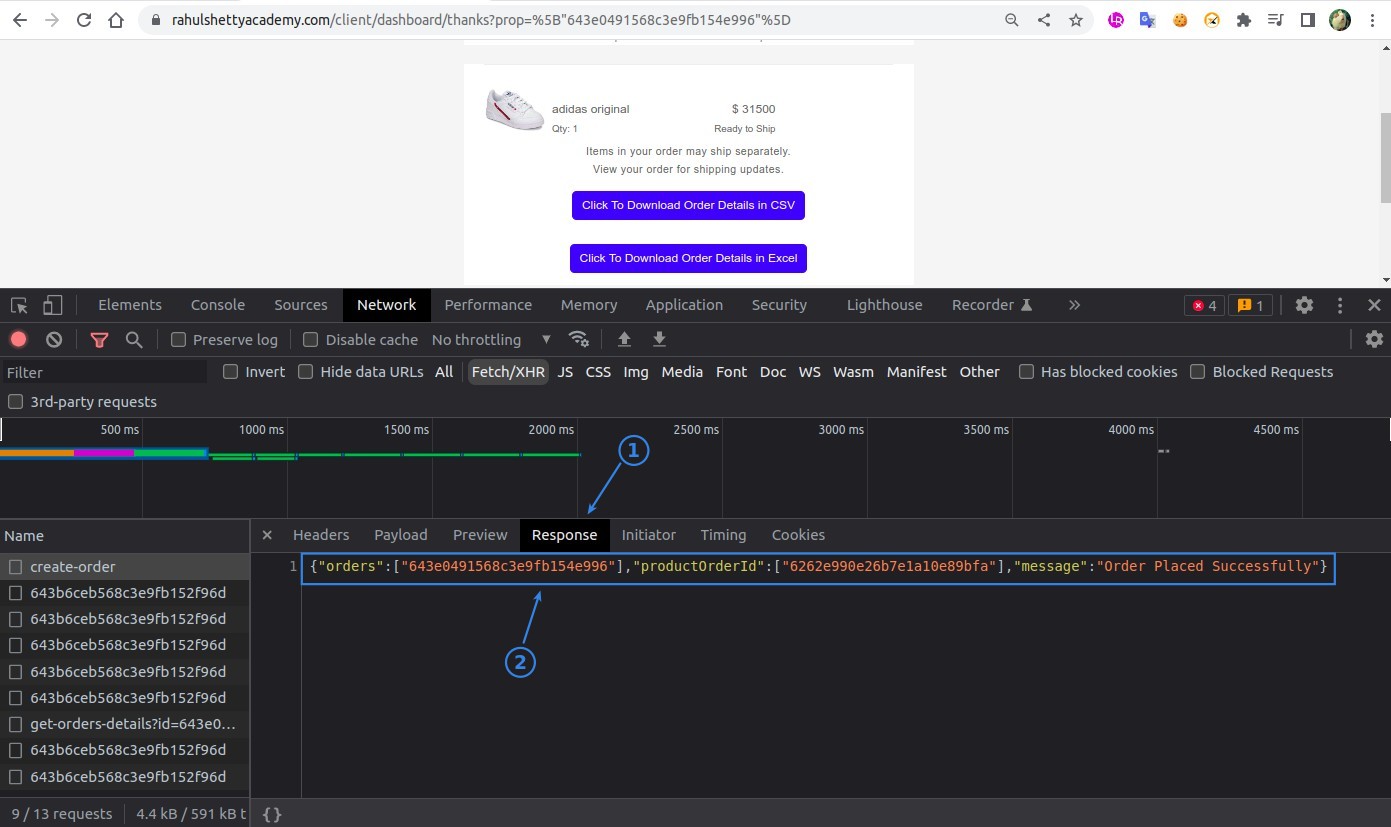 rahulshettyacademy.com/client/dashboard/thanks?prop=%5B"643e0491568c3e9fb154e996"%5D
adidas original $ 31500
Qty: 1 Ready to Ship
Items in your order may ship separately.
View your order for shipping updates.
Click To Download Order Details in CSV
Click To Download Order Details in Excel
Elements Console Sources Network Performance Memory Application Security Lighthouse Recorder 4 1
Preserve log Disable cache No throttling
Filter Invert Hide data URLs All Fetch/XHR JS CSS Img Media Font Doc WS Wasm Manifest Other Has blocked cookies Blocked Requests
3rd-party requests
500 ms 1000 ms 1500 ms 2000 ms 2500 ms 3000 ms 3500 ms 4000 ms 4500 ms
1
Name × Headers Payload Preview Response Initiator Timing Cookies
create-order 1 {"orders":["643e0491568c3e9fb154e996"],"productOrderId":["6262e990e26b7e1a10e89bfa"],"message":"Order Placed Successfully"}
643b6ceb568c3e9fb152f96d
643b6ceb568c3e9fb152f96d
643b6ceb568c3e9fb152f96d
2
643b6ceb568c3e9fb152f96d
643b6ceb568c3e9fb152f96d
get-orders-details?id=643e0…
643b6ceb568c3e9fb152f96d
643b6ceb568c3e9fb152f96d
9 / 13 requests 4.4 kB / 591 kB t {}